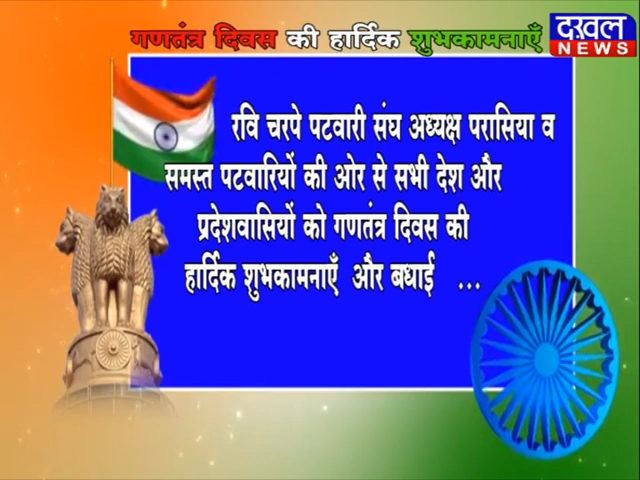 गणतंत्र दिवस की हार्दिक शुभकामनाएँ
दखल
NEWS
रवि चरपे पटवारी संघ अध्यक्ष परासिया व
समस्त पटवारियों की ओर से सभी देश और
प्रदेशवासियों को गणतंत्र दिवस की
हार्दिक शुभकामनाएँ और बधाई ...